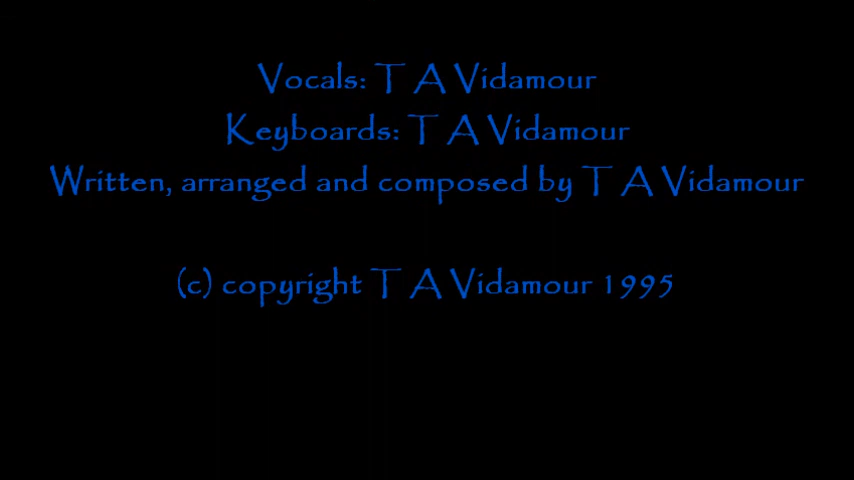 Vocals: T A Vidamour
Keyboards: T A Vidamour
Written, arranged and composed by T A Vidamour
(c) copyright T A Vidamour 1995